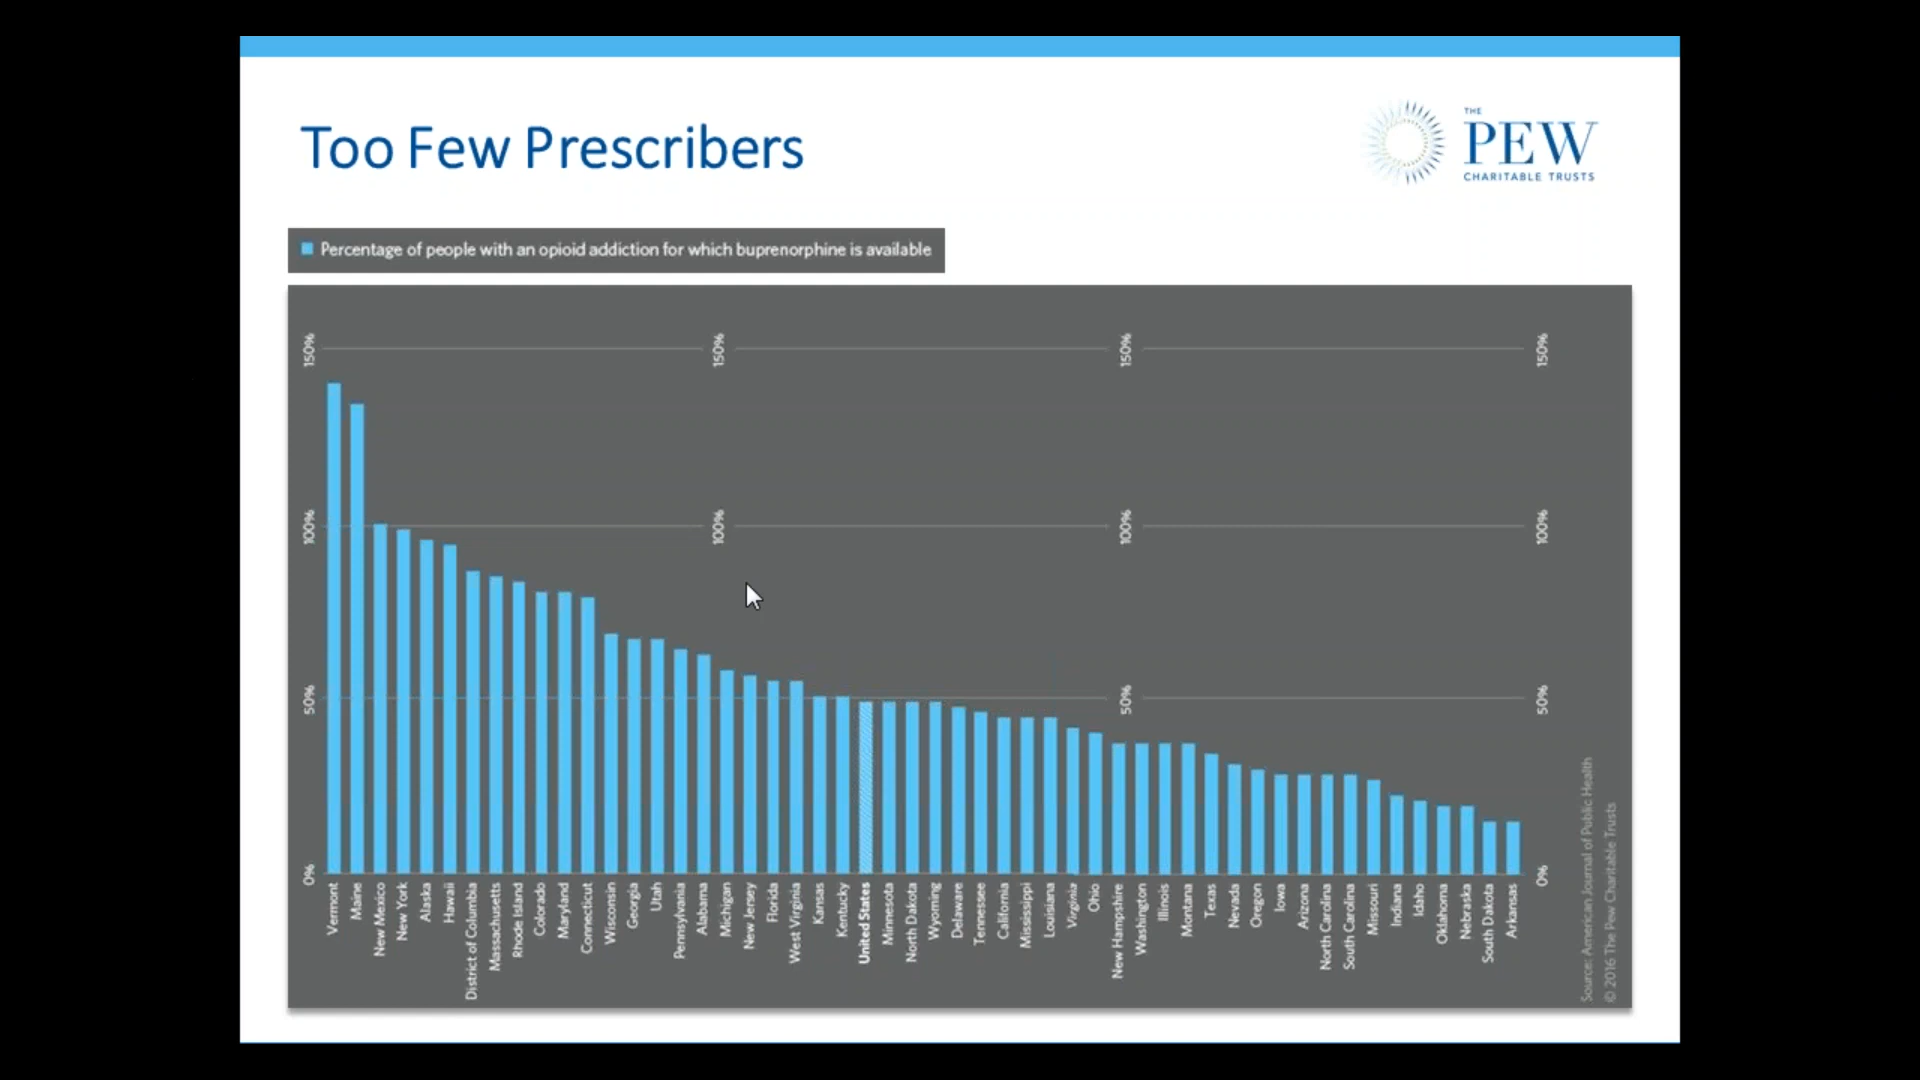 Too Few Prescribers
THE
PEW
CHARITABLE TRUSTS
Percentage of people with an opioid addiction for which buprenorphine is available
150%
150%
150%
150%
100%
100%
100%
100%
50%
50%
50%
0%
0%
Vermont
Maine
New Mexico
New York
Alaska
Hawaii
District of Columbia
Massachusetts
Rhode Island
Colorado
Maryland
Connecticut
Wisconsin
Georgia
Utah
Pennsylvania
Alabama
Michigan
New Jersey
Florida
West Virginia
Kansas
Kentucky
United States
Minnesota
North Dakota
Wyoming
Delaware
Tennessee
California
Mississippi
Louisiana
Virginia
Ohio
New Hampshire
Washington
Illinois
Montana
Texas
Nevada
Oregon
Iowa
Arizona
North Carolina
South Carolina
Missouri
Indiana
Idaho
Oklahoma
Nebraska
South Dakota
Arkansas
Source: American Journal of Public Health
© 2016 The Pew Charitable Trusts